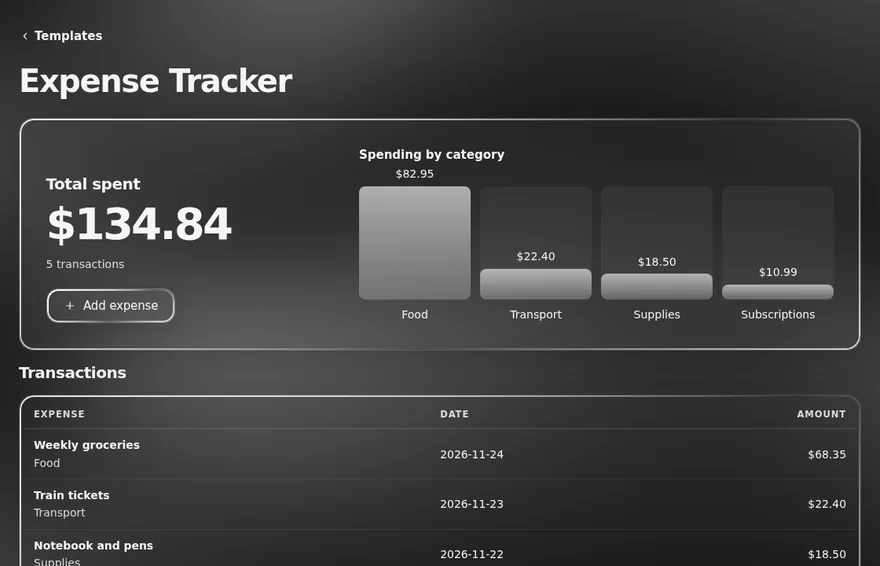 ‹ Templates
Expense Tracker
Total spent
$134.84
5 transactions
+ Add expense
Spending by category
$82.95
$22.40
$18.50
$10.99
Food Transport Supplies Subscriptions
Transactions
EXPENSE DATE AMOUNT
Weekly groceries
Food
2026-11-24 $68.35
Train tickets
Transport
2026-11-23 $22.40
Notebook and pens
Supplies
2026-11-22 $18.50